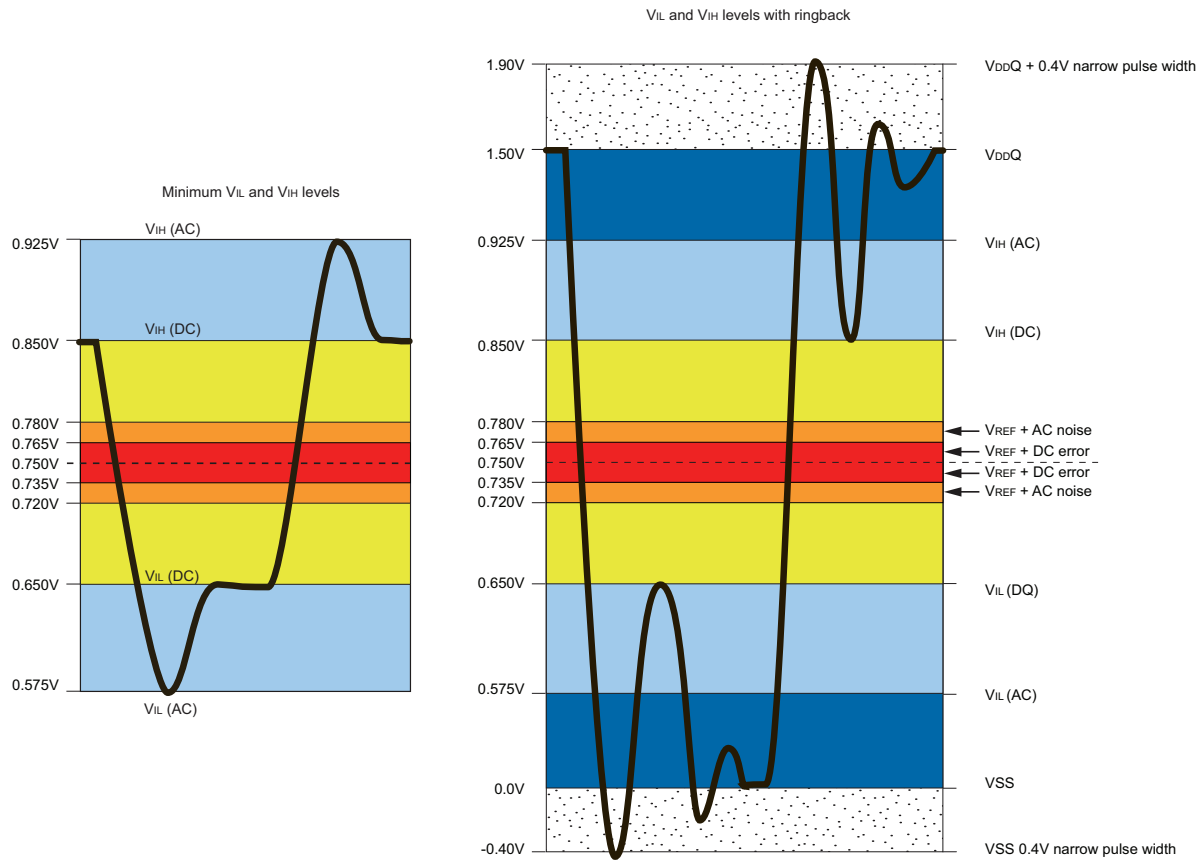 VIL and VIH levels with ringback
Minimum VIL and VIH levels
VIH (AC)
0.925V
VIH (DC)
0.850V
0.780V
0.765V
0.750V
0.735V
0.720V
VIL (DC)
0.650V
0.575V
VIL (AC)
1.90V
VDDQ + 0.4V narrow pulse width
1.50V
VDDQ
0.925V
VIH (AC)
0.850V
VIH (DC)
0.780V
VREF + AC noise
0.765V
VREF + DC error
0.750V
VREF + DC error
0.735V
VREF + AC noise
0.720V
0.650V
VIL (DQ)
0.575V
VIL (AC)
0.0V
VSS
-0.40V
VSS 0.4V narrow pulse width